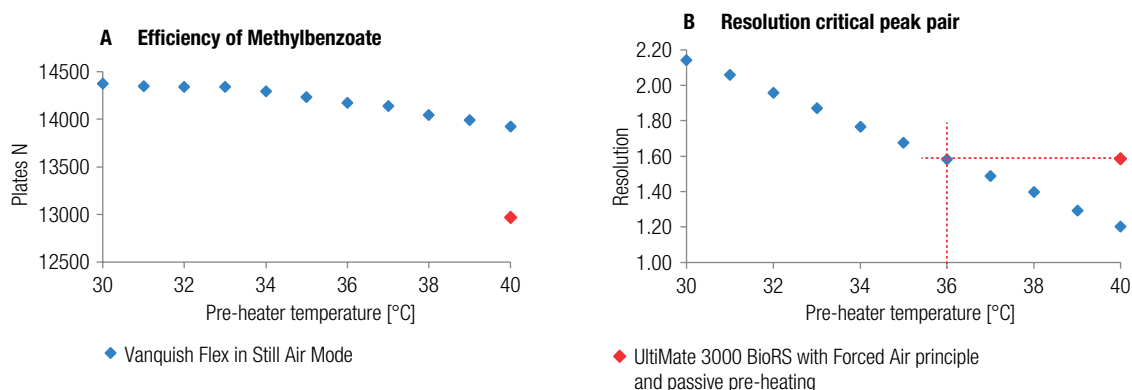 A Efficiency of Methylbenzoate
14500
14000
13500
13000
12500
Plates N
30 32 34 36 38 40
Pre-heater temperature [°C]
Vanquish Flex in Still Air Mode
B Resolution critical peak pair
2.20
2.00
1.80
1.60
1.40
1.20
1.00
Resolution
30 32 34 36 38 40
Pre-heater temperature [°C]
UltiMate 3000 BioRS with Forced Air principle
and passive pre-heating